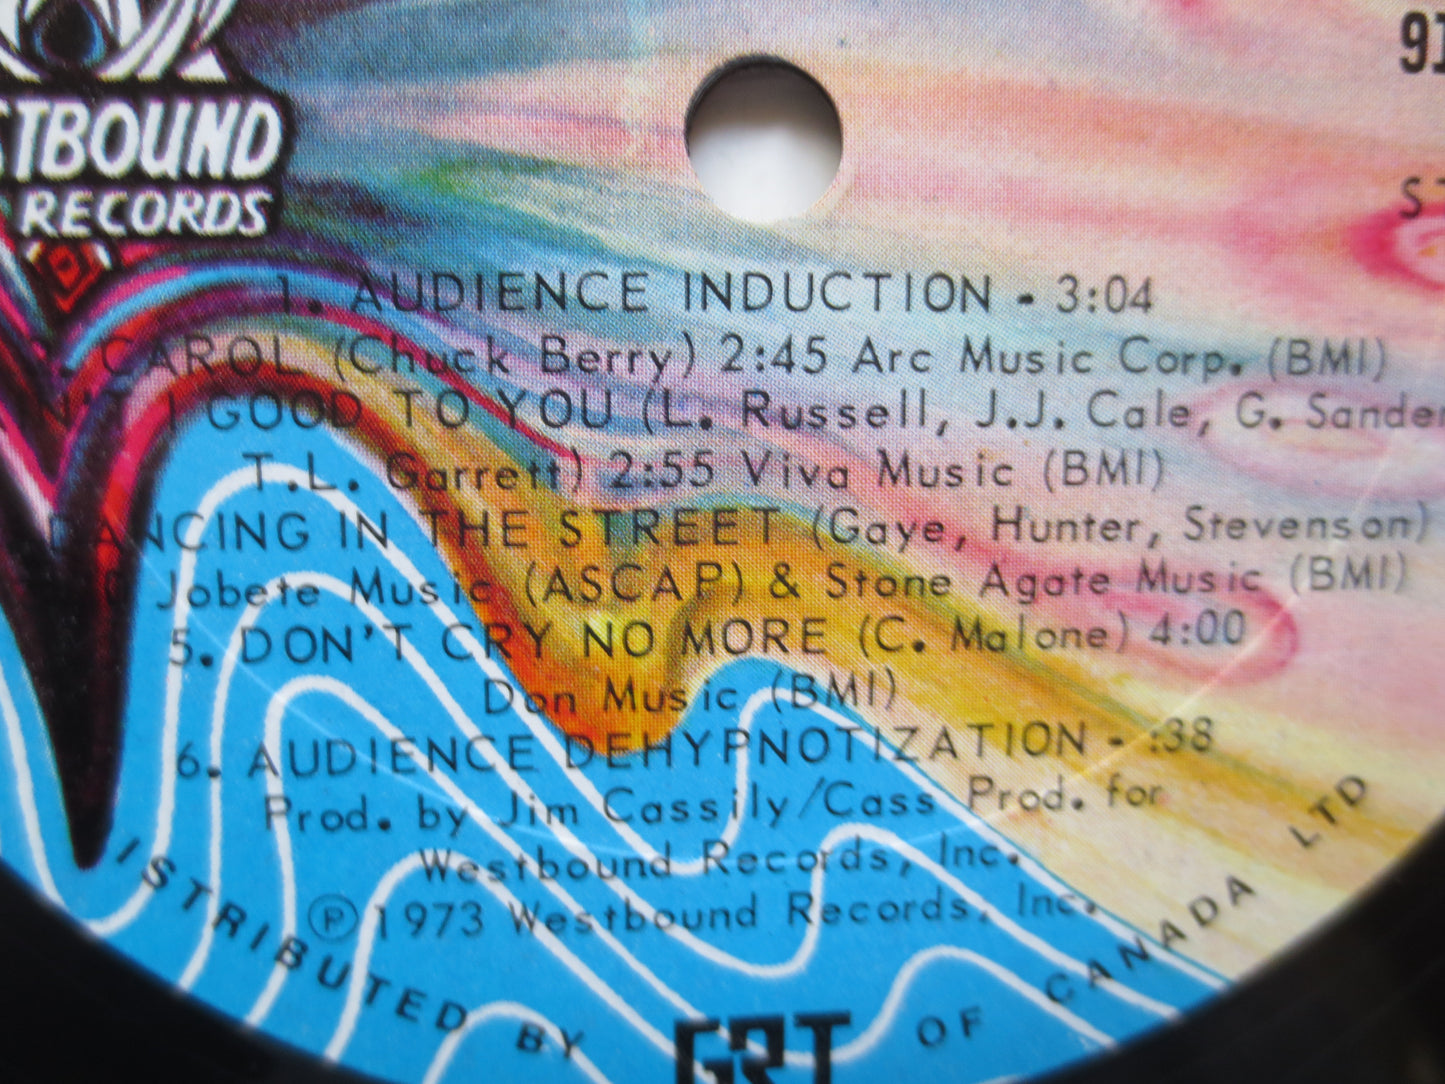 STBOUND
RECORDS
1. AUDIENCE INDUCTION - 3:04
CAROL (Chuck Berry) 2:45 Arc Music Corp. (BMI)
N'T I GOOD TO YOU (L. Russell, J.J. Cale, G. Sander
T.L. Garrett) 2:55 Viva Music (BMI)
DANCING IN THE STREET (Gaye, Hunter, Stevenson)
Jobete Music (ASCAP) & Stone Agate Music (BMI)
5. DON'T CRY NO MORE (C. Malone) 4:00
Don Music (BMI)
6. AUDIENCE DEHYPNOTIZATION - :38
Prod. by Jim Cassily/Cass Prod. for
Westbound Records, Inc.
Ⓟ 1973 Westbound Records, Inc.
ISTRIBUTED BY GRT OF CANADA LTD